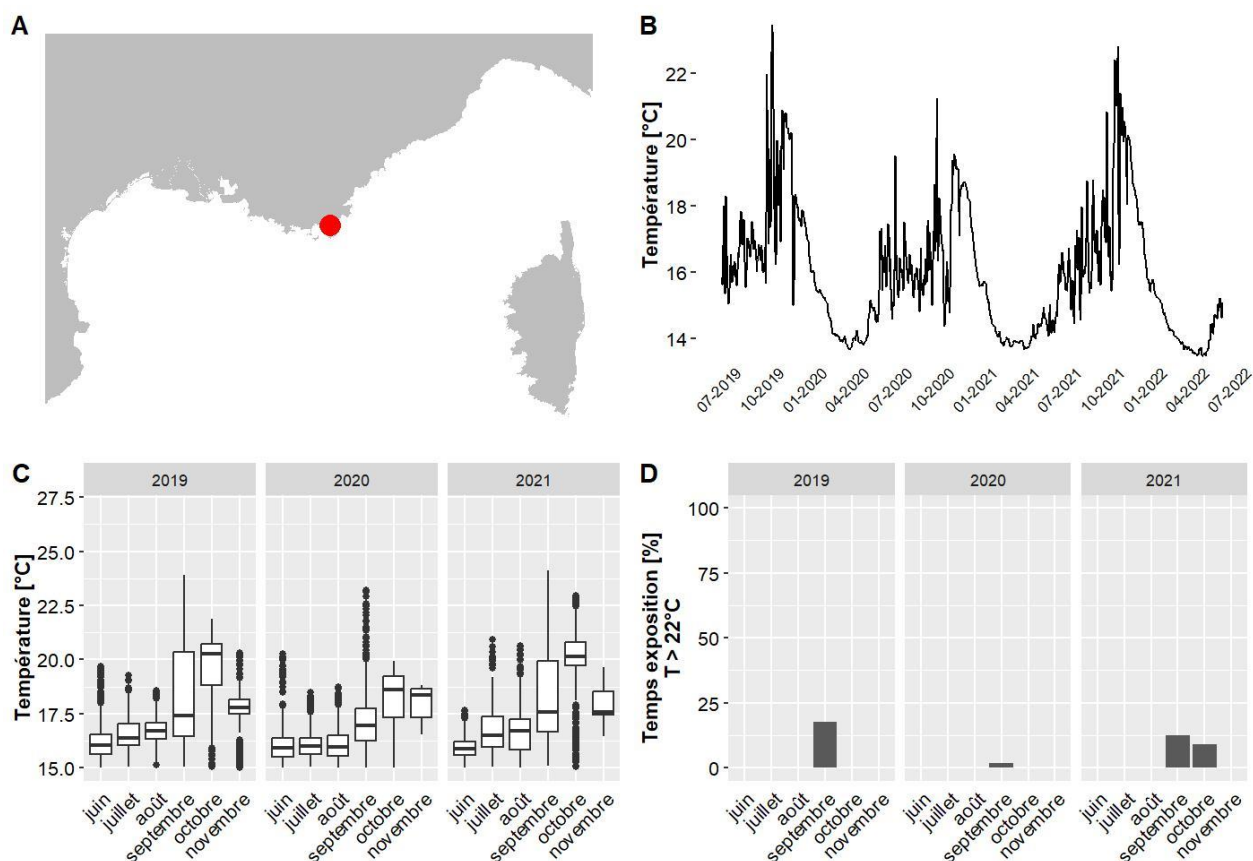 A
B
Température [°C]
22
20
18
16
14
07-2019
10-2019
01-2020
04-2020
07-2020
10-2020
01-2021
04-2021
07-2021
10-2021
01-2022
04-2022
07-2022
C
2019
2020
2021
Température [°C]
27.5
25.0
22.5
20.0
17.5
15.0
juin
juillet
août
septembre
octobre
novembre
juin
juillet
août
septembre
octobre
novembre
juin
juillet
août
septembre
octobre
novembre
D
2019
2020
2021
Temps exposition [%]
T > 22°C
100
75
50
25
0
juin
juillet
août
septembre
octobre
novembre
juin
juillet
août
septembre
octobre
novembre
juin
juillet
août
septembre
octobre
novembre